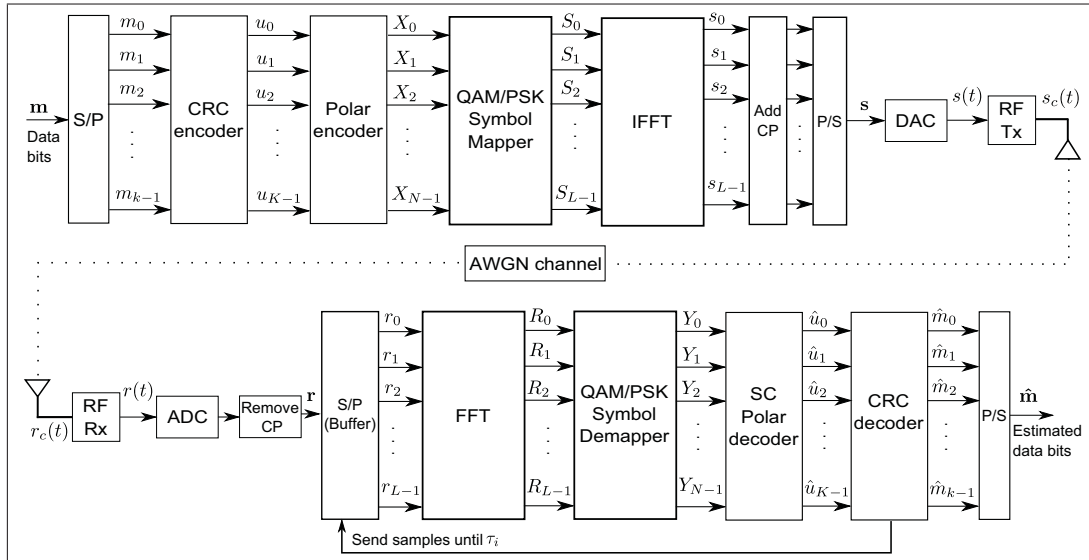 m
Data
bits
S/P
m_0
m_1
m_2
m_{k-1}
CRC
encoder
u_0
u_1
u_2
u_{K-1}
Polar
encoder
X_0
X_1
X_2
X_{N-1}
QAM/PSK
Symbol
Mapper
S_0
S_1
S_2
S_{L-1}
IFFT
s_0
s_1
s_2
s_{L-1}
Add
CP
P/S
s
DAC
s(t)
RF
Tx
s_c(t)
AWGN channel
r_c(t)
RF
Rx
r(t)
ADC
Remove
CP
r
S/P
(Buffer)
r_0
r_1
r_2
r_{L-1}
FFT
R_0
R_1
R_2
R_{L-1}
QAM/PSK
Symbol
Demapper
Y_0
Y_1
Y_2
Y_{N-1}
SC
Polar
decoder
û_0
û_1
û_2
û_{K-1}
CRC
decoder
m̂_0
m̂_1
m̂_2
m̂_{k-1}
P/S
m̂
Estimated
data bits
Send samples until τ_i